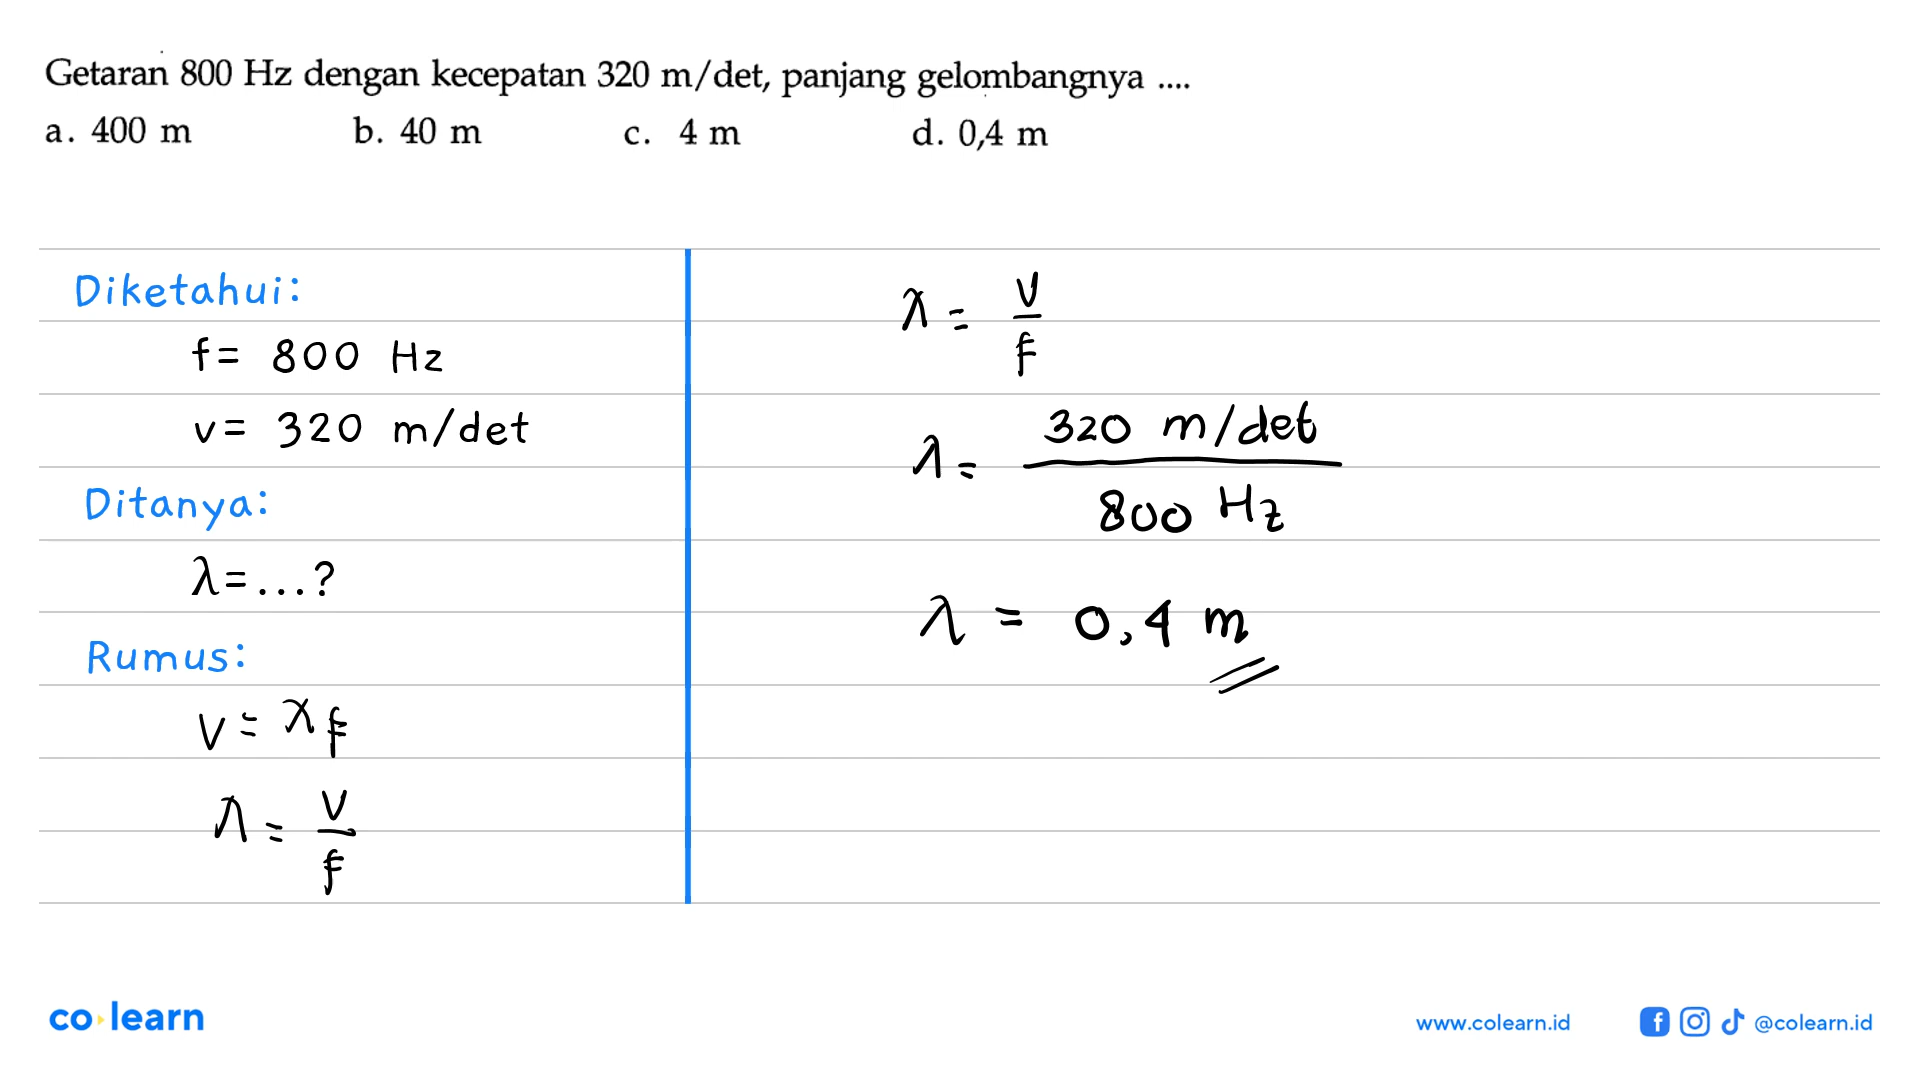 Getaran 800 Hz dengan kecepatan 320 m/det, panjang gelombangnya ....
a. 400 m b. 40 m c. 4 m d. 0,4 m
Diketahui:
f = 800 Hz
v = 320 m/det
Ditanya:
λ = ...?
Rumus:
v = λ f
λ = v/f
λ = v/f
λ = 320 m/det / 800 Hz
λ = 0,4 m
co learn
www.colearn.id @colearn.id